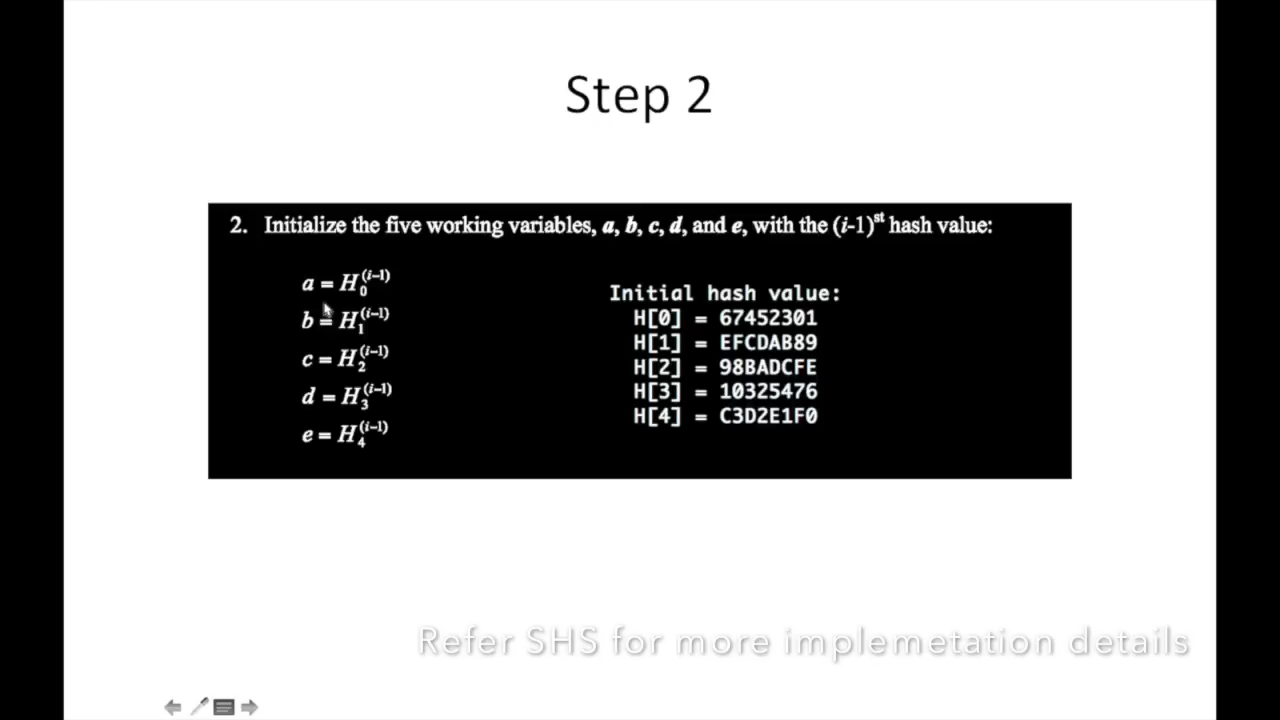 Step 2
2. Initialize the five working variables, a, b, c, d, and e, with the (i-1)st hash value:
a = H₀^(i–1)
b = H₁^(i–1)
c = H₂^(i–1)
d = H₃^(i–1)
e = H₄^(i–1)
Initial hash value:
H[0] = 67452301
H[1] = EFCDAB89
H[2] = 98BADCFE
H[3] = 10325476
H[4] = C3D2E1F0
Refer SHS for more implemetation details